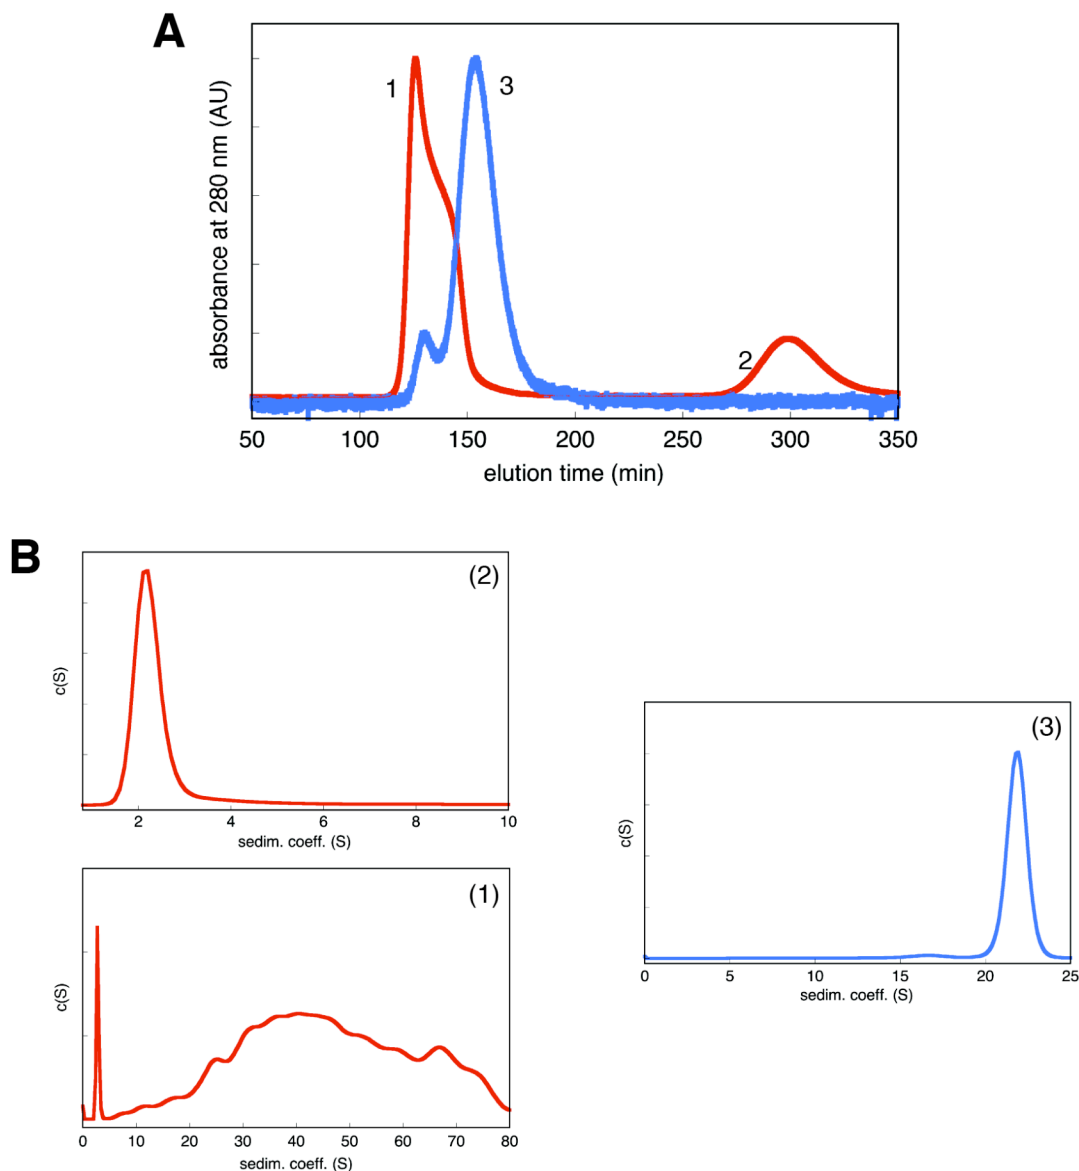 A
absorbance at 280 nm (AU)
1
3
2
50 100 150 200 250 300 350
elution time (min)
B
(2)
c(S)
2 4 6 8 10
sedim. coeff. (S)
(3)
c(S)
0 5 10 15 20 25
sedim. coeff. (S)
(1)
c(S)
0 10 20 30 40 50 60 70 80
sedim. coeff. (S)